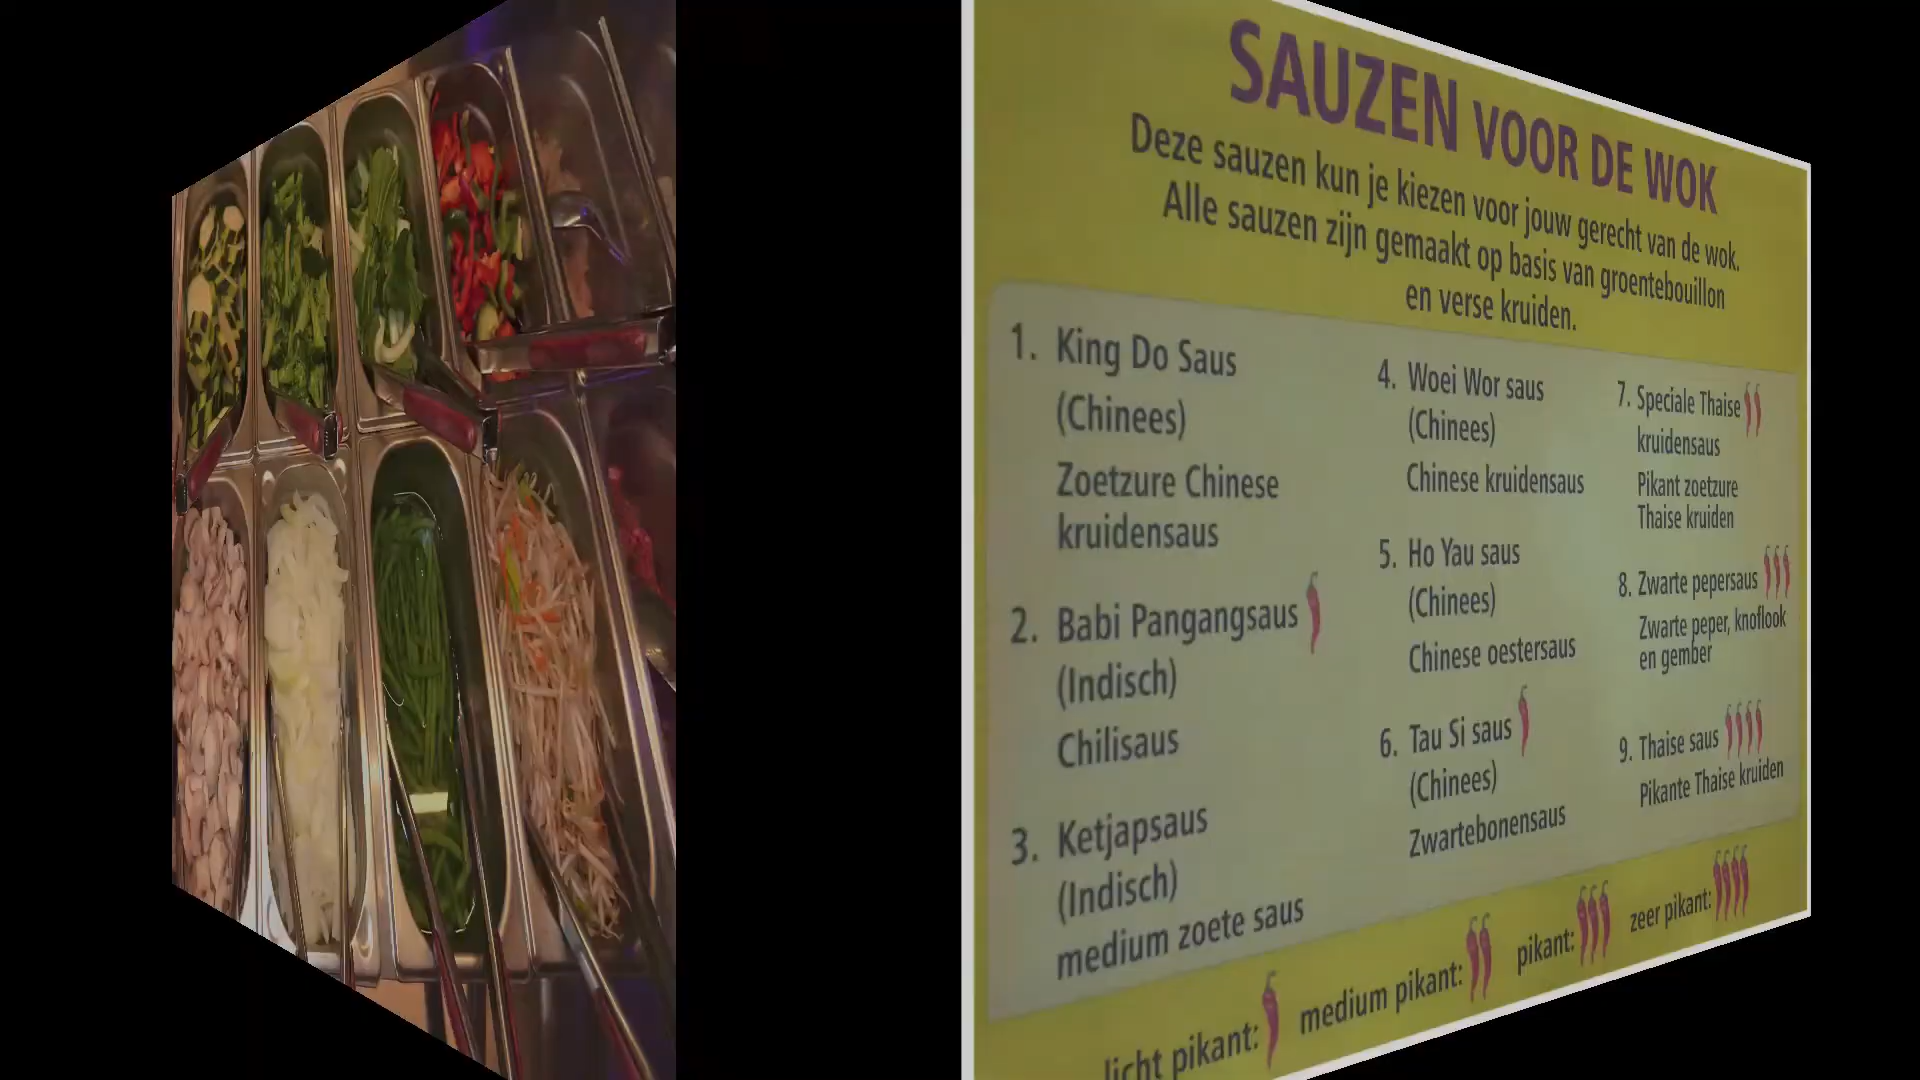 SAUZEN VOOR DE WOK
Deze sauzen kun je kiezen voor jouw gerecht van de wok.
Alle sauzen zijn gemaakt op basis van groentebouillon
en verse kruiden.
1. King Do Saus
(Chinees)
Zoetzure Chinese
kruidensaus
2. Babi Pangangsaus
(Indisch)
Chilisaus
3. Ketjapsaus
(Indisch)
medium zoete saus
4. Woei Wor saus
(Chinees)
Chinese kruidensaus
5. Ho Yau saus
(Chinees)
Chinese oestersaus
6. Tau Si saus
(Chinees)
Zwartebonensaus
7. Speciale Thaise
kruidensaus
Pikant zoetzure
Thaise kruiden
8. Zwarte pepersaus
Zwarte peper, knoflook
en gember
9. Thaise saus
Pikante Thaise kruiden
licht pikant: medium pikant: pikant: zeer pikant: